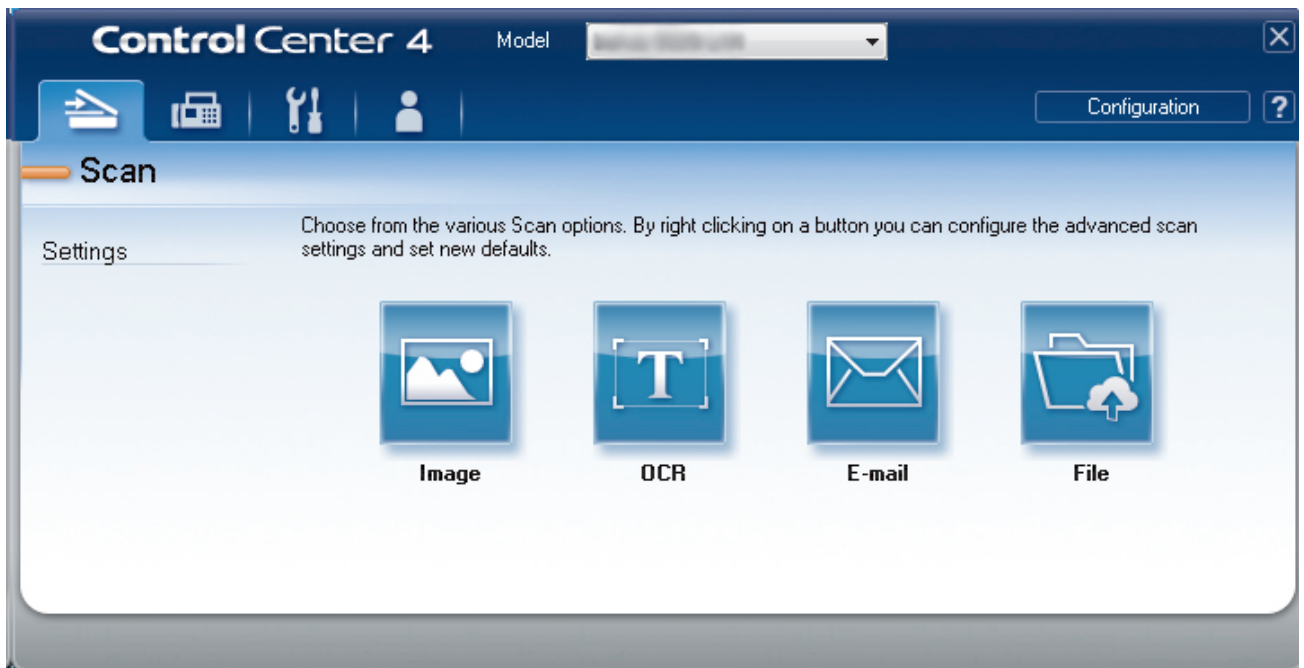 Control Center 4
Model
Configuration
?
Scan
Settings
Choose from the various Scan options. By right clicking on a button you can configure the advanced scan
settings and set new defaults.
T
Image
OCR
E-mail
File